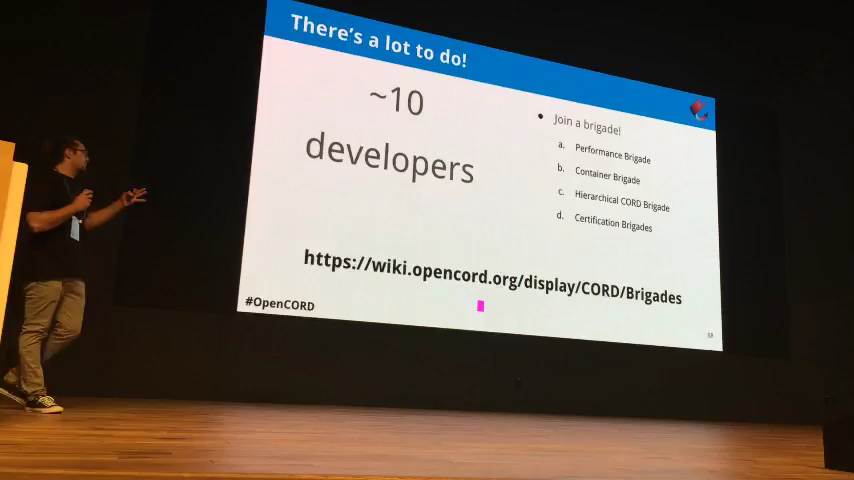 There's a lot to do!
~10
developers
● Join a brigade!
a. Performance Brigade
b. Container Brigade
c. Hierarchical CORD Brigade
d. Certification Brigades
https://wiki.opencord.org/display/CORD/Brigades
#OpenCORD